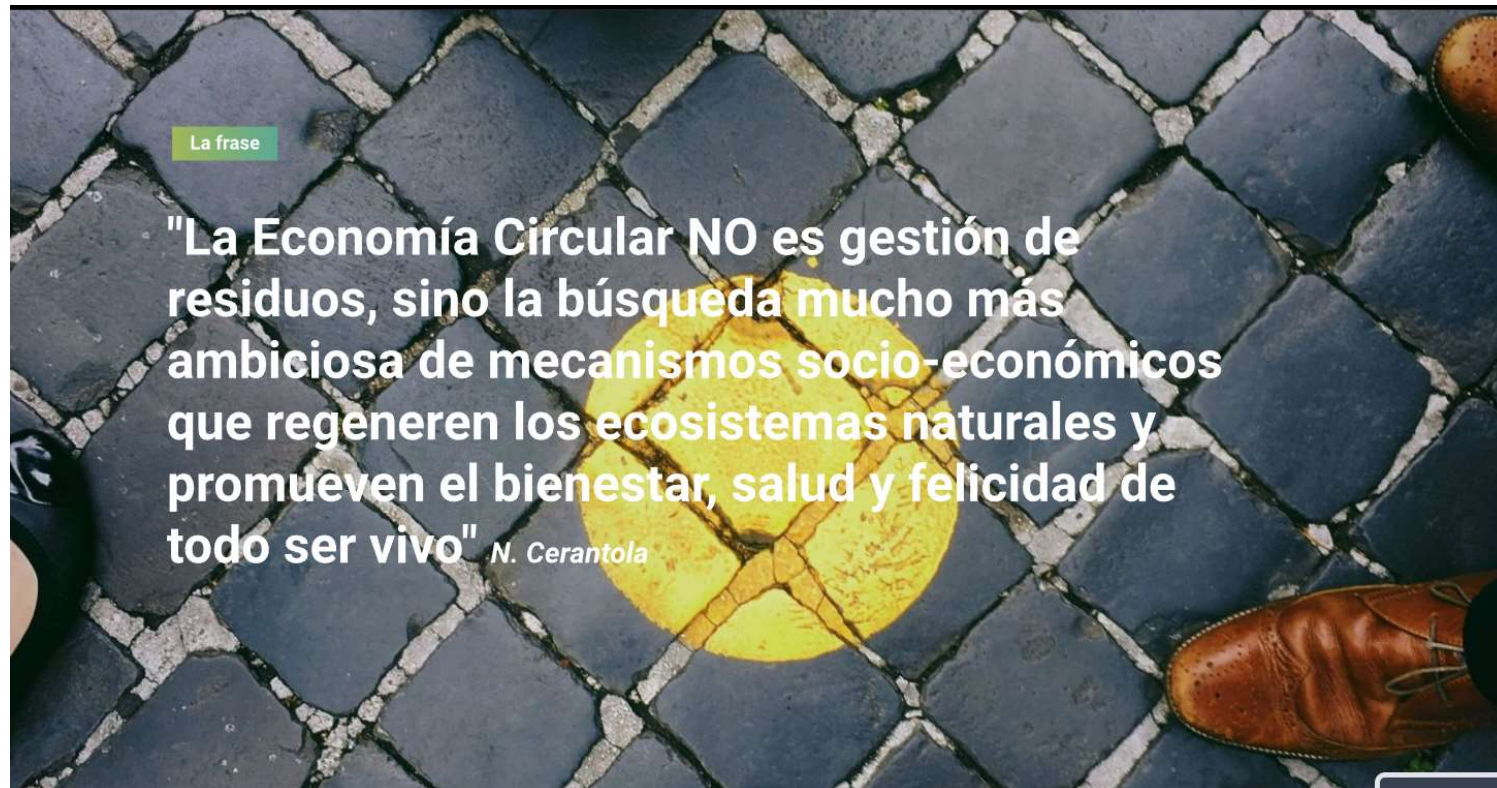 La frase
"La Economía Circular NO es gestión de
residuos, sino la búsqueda mucho más
ambiciosa de mecanismos socio-económicos
que regeneren los ecosistemas naturales y
promueven el bienestar, salud y felicidad de
todo ser vivo" N. Cerantola